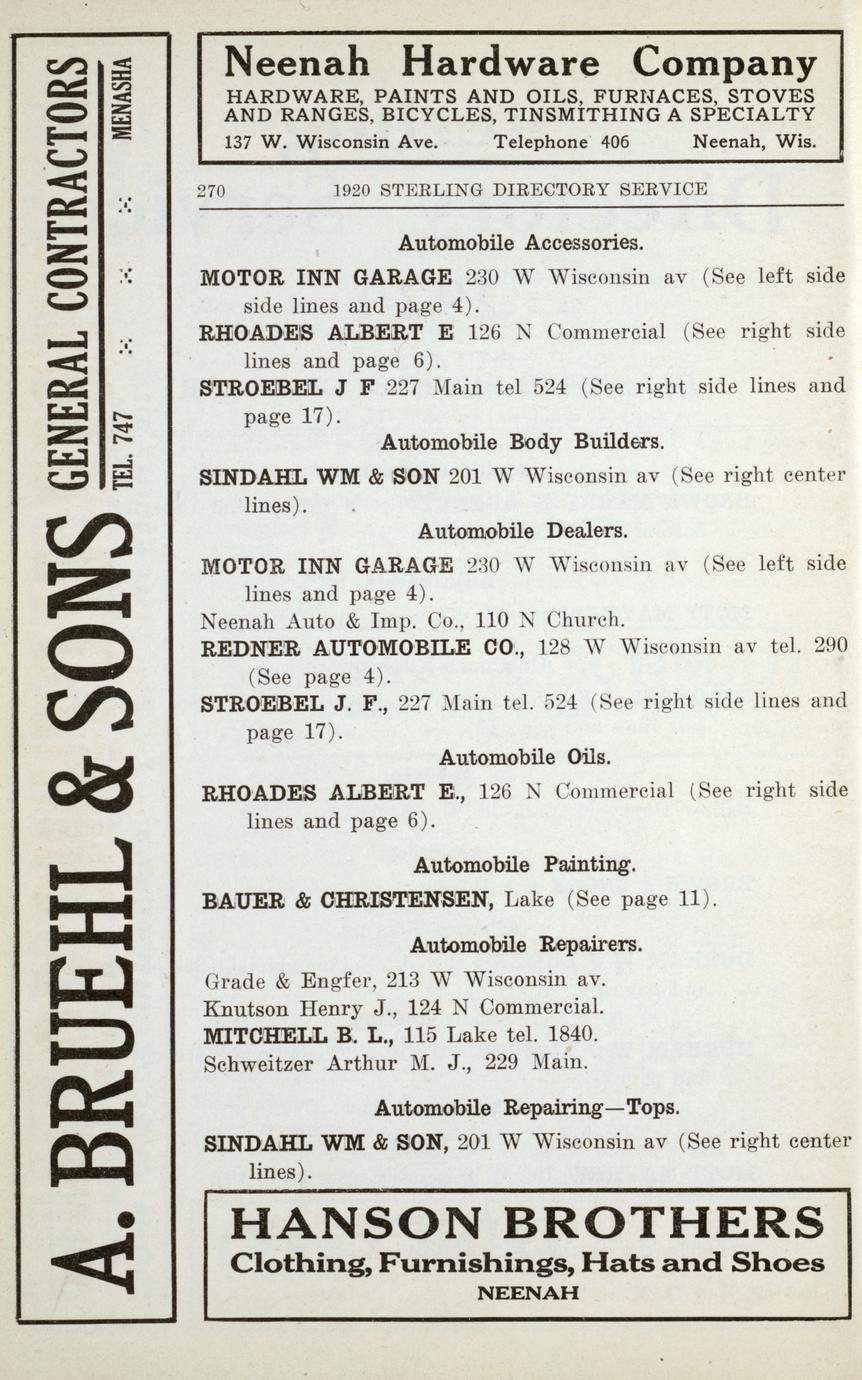 A. BRUEHL & SONS GENERAL CONTRACTORS
TEL. 747 MENASHA
Neenah Hardware Company
HARDWARE, PAINTS AND OILS, FURNACES, STOVES
AND RANGES, BICYCLES, TINSMITHING A SPECIALTY
137 W. Wisconsin Ave. Telephone 406 Neenah, Wis.
270 1920 STERLING DIRECTORY SERVICE
Automobile Accessories.
MOTOR INN GARAGE 230 W Wisconsin av (See left side
side lines and page 4).
RHOADES ALBERT E 126 N Commercial (See right side
lines and page 6).
STROEBEL J F 227 Main tel 524 (See right side lines and
page 17).
Automobile Body Builders.
SINDAHL WM & SON 201 W Wisconsin av (See right center
lines).
Automobile Dealers.
MOTOR INN GARAGE 230 W Wisconsin av (See left side
lines and page 4).
Neenah Auto & Imp. Co., 110 N Church.
REDNER AUTOMOBILE CO., 128 W Wisconsin av tel. 290
(See page 4).
STROEBEL J. F., 227 Main tel. 524 (See right side lines and
page 17).
Automobile Oils.
RHOADES ALBERT E., 126 N Commercial (See right side
lines and page 6).
Automobile Painting.
BAUER & CHRISTENSEN, Lake (See page 11).
Automobile Repairers.
Grade & Engfer, 213 W Wisconsin av.
Knutson Henry J., 124 N Commercial.
MITCHELL B. L., 115 Lake tel. 1840.
Schweitzer Arthur M. J., 229 Main.
Automobile Repairing—Tops.
SINDAHL WM & SON, 201 W Wisconsin av (See right center
lines).
HANSON BROTHERS
Clothing, Furnishings, Hats and Shoes
NEENAH